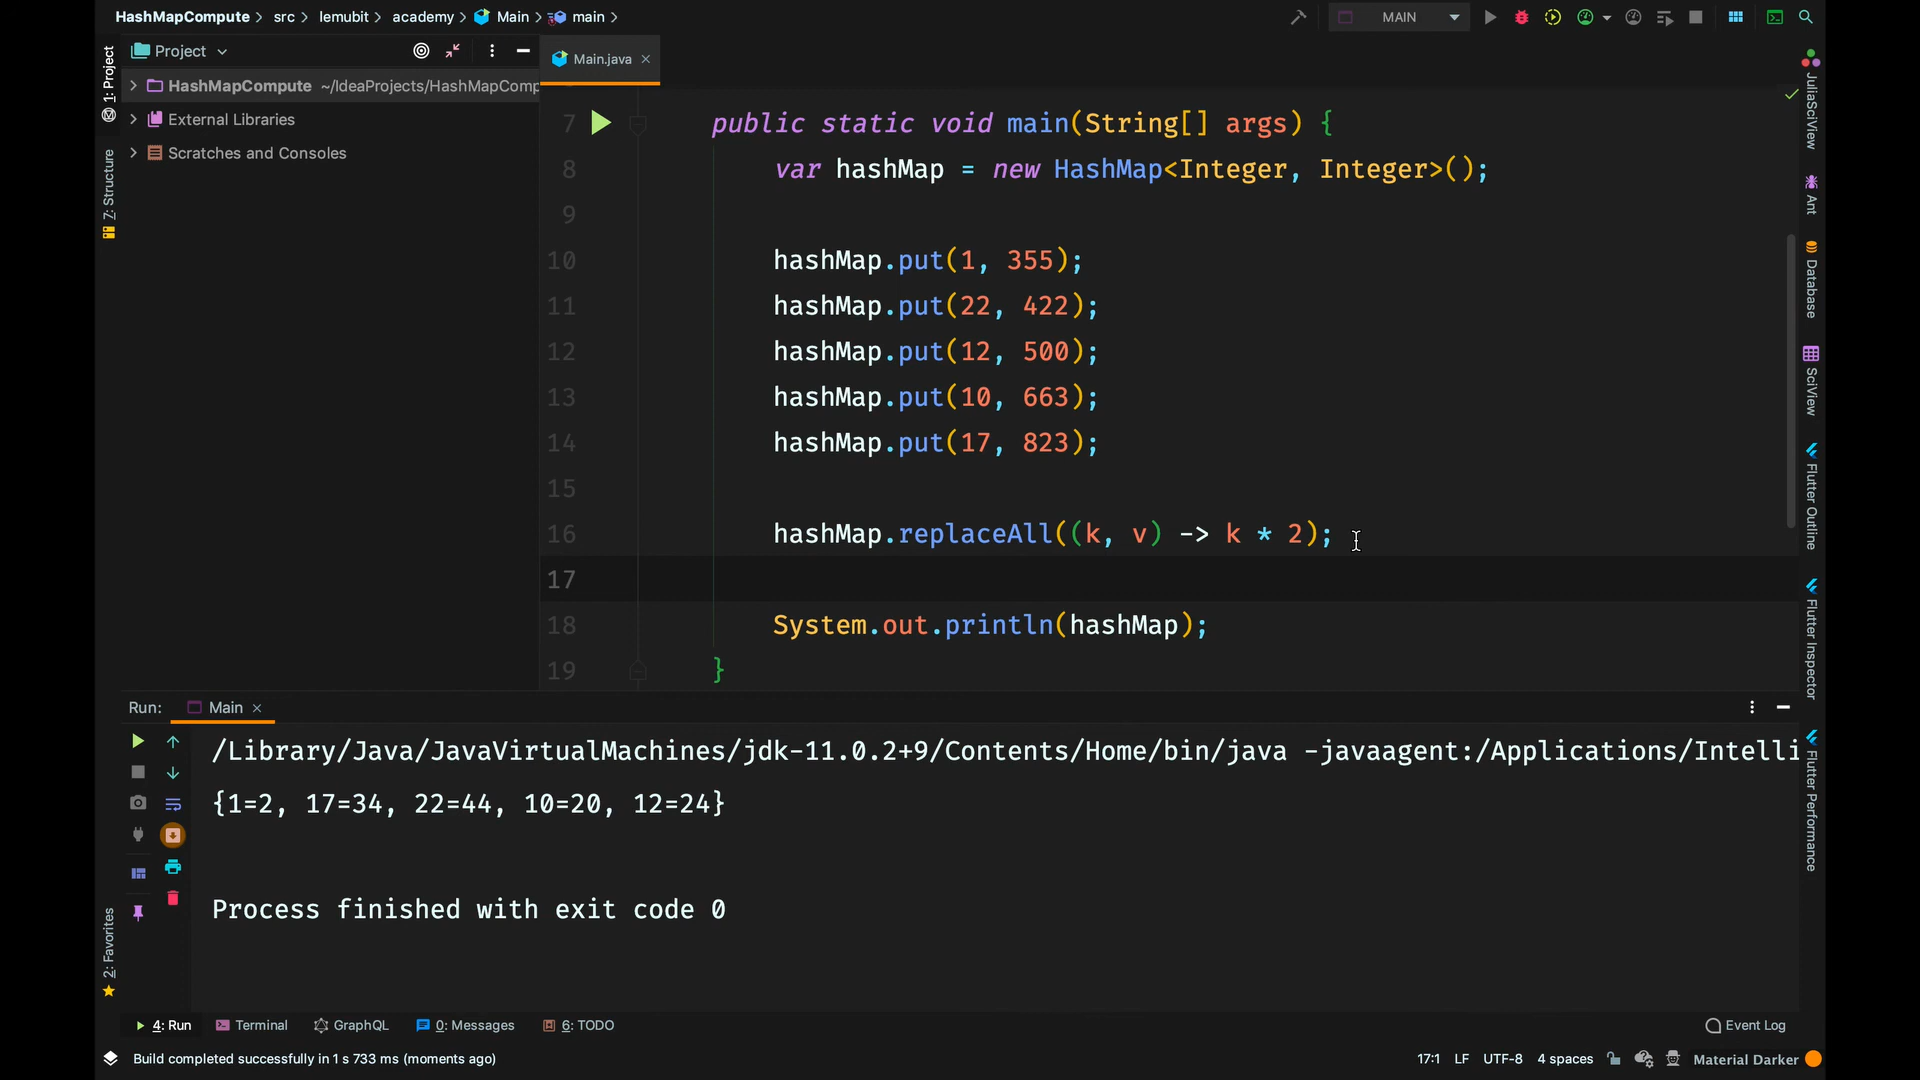 HashMapCompute src lemubit academy Main main MAIN
Project
HashMapCompute ~/IdeaProjects/HashMapComp
External Libraries
Scratches and Consoles
1: Project
7: Structure
2: Favorites
Main.java
7 public static void main(String[] args) {
8 var hashMap = new HashMap<Integer, Integer>();
9
10 hashMap.put(1, 355);
11 hashMap.put(22, 422);
12 hashMap.put(12, 500);
13 hashMap.put(10, 663);
14 hashMap.put(17, 823);
15
16 hashMap.replaceAll((k, v) -> k * 2);
17
18 System.out.println(hashMap);
19 }
JuliaSciView
Ant
Database
SciView
Flutter Outline
Flutter Inspector
Flutter Performance
Run: Main
/Library/Java/JavaVirtualMachines/jdk-11.0.2+9/Contents/Home/bin/java -javaagent:/Applications/Intelli
{1=2, 17=34, 22=44, 10=20, 12=24}
Process finished with exit code 0
4: Run Terminal GraphQL 0: Messages 6: TODO Event Log
Build completed successfully in 1 s 733 ms (moments ago) 17:1 LF UTF-8 4 spaces Material Darker